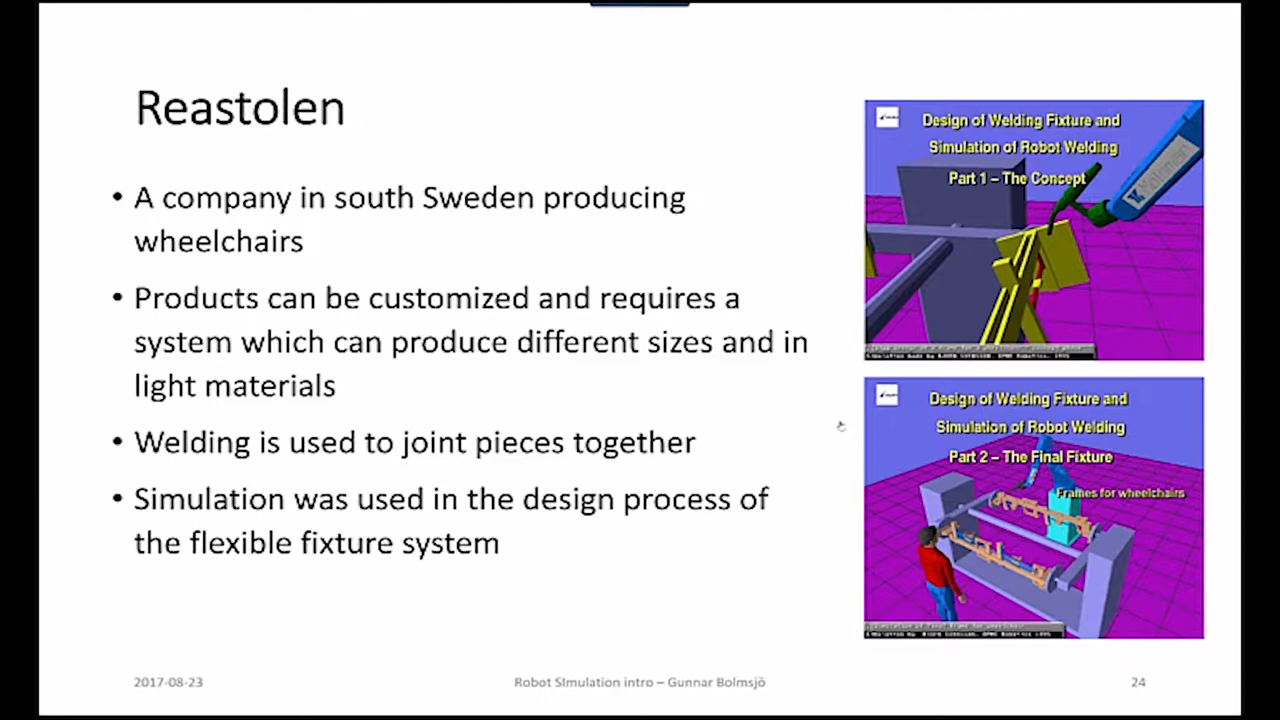 Reastolen
• A company in south Sweden producing
wheelchairs
• Products can be customized and requires a
system which can produce different sizes and in
light materials
• Welding is used to joint pieces together
• Simulation was used in the design process of
the flexible fixture system
Design of Welding Fixture and
Simulation of Robot Welding
Part 1 – The Concept
Design of Welding Fixture and
Simulation of Robot Welding
Part 2 – The Final Fixture
Frames for wheelchairs
2017-08-23
Robot SImulation intro – Gunnar Bolmsjö
24